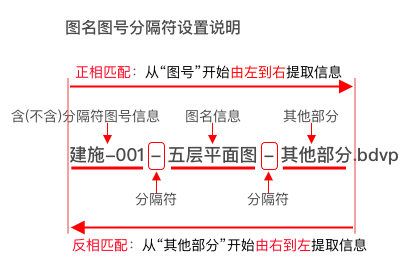 图名图号分隔符设置说明
正相匹配：从“图号”开始由左到右提取信息
含(不含)分隔符图号信息 图名信息 其他部分
建施-001 - 五层平面图 - 其他部分.bdvp
分隔符 分隔符
反相匹配：从“其他部分”开始由右到左提取信息